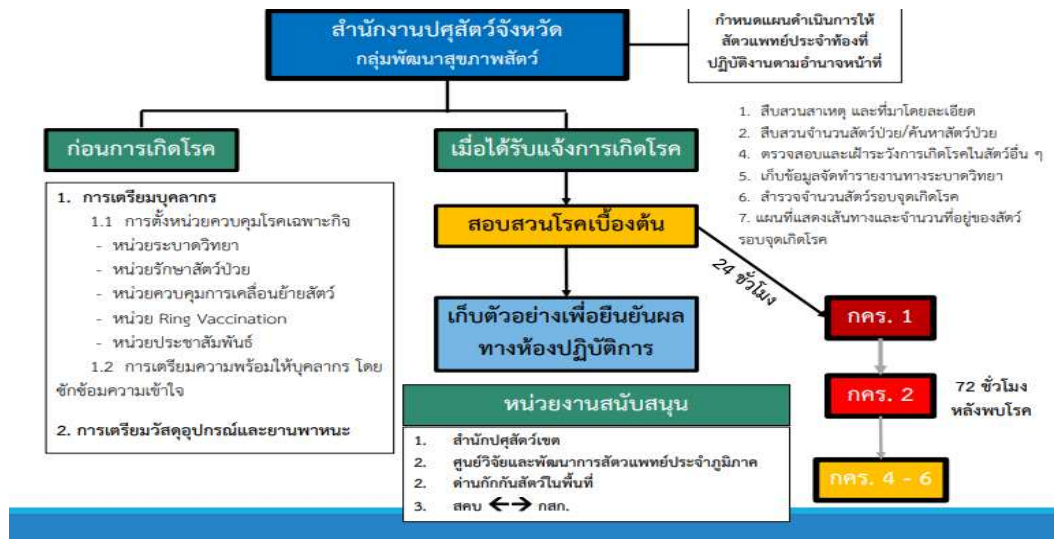 สำนักงานปศุสัตว์จังหวัด
กลุ่มพัฒนาสุขภาพสัตว์
กำหนดแผนดำเนินการให้
สัตวแพทย์ประจำท้องที่
ปฏิบัติงานตามอำนาจหน้าที่
ก่อนการเกิดโรค
เมื่อได้รับแจ้งการเกิดโรค
1. สืบสวนสาเหตุ และที่มาโดยละเอียด
2. สืบสวนจำนวนสัตว์ป่วย/ค้นหาสัตว์ป่วย
4. ตรวจสอบและเฝ้าระวังการเกิดโรคในสัตว์อื่น ๆ
5. เก็บข้อมูลจัดทำรายงานทางระบาดวิทยา
6. สำรวจจำนวนสัตว์รอบจุดเกิดโรค
7. แผนที่แสดงเส้นทางและจำนวนที่อยู่ของสัตว์
รอบจุดเกิดโรค
1. การเตรียมบุคลากร
1.1 การตั้งหน่วยควบคุมโรคเฉพาะกิจ
- หน่วยระบาดวิทยา
- หน่วยรักษาสัตว์ป่วย
- หน่วยควบคุมการเคลื่อนย้ายสัตว์
- หน่วย Ring Vaccination
- หน่วยประชาสัมพันธ์
1.2 การเตรียมความพร้อมให้บุคลากร โดย
ซักซ้อมความเข้าใจ
2. การเตรียมวัสดุอุปกรณ์และยานพาหนะ
สอบสวนโรคเบื้องต้น
24 ชั่วโมง
เก็บตัวอย่างเพื่อยืนยันผล
ทางห้องปฏิบัติการ
กคร. 1
กคร. 2
72 ชั่วโมง
หลังพบโรค
กคร. 4 - 6
หน่วยงานสนับสนุน
1. สำนักปศุสัตว์เขต
2. ศูนย์วิจัยและพัฒนาการสัตวแพทย์ประจำภูมิภาค
2. ด่านกักกันสัตว์ในพื้นที่
3. สคบ ←→ กสก.